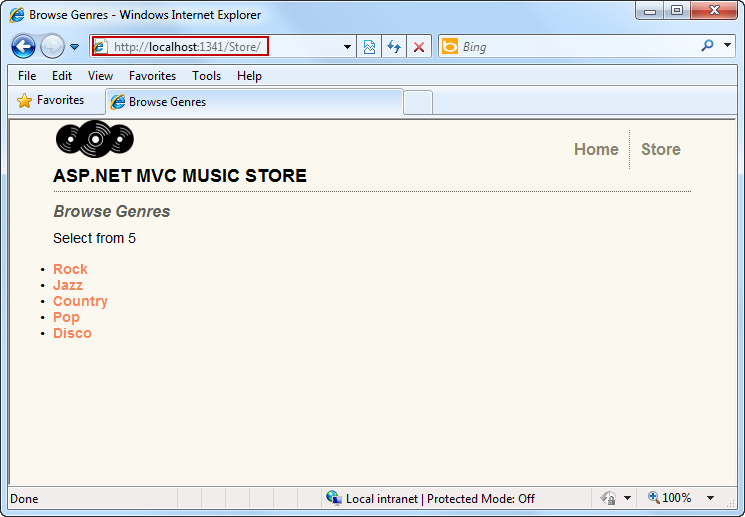 Browse Genres - Windows Internet Explorer
http://localhost:1341/Store/
Bing
File Edit View Favorites Tools Help
Favorites Browse Genres
Home Store
ASP.NET MVC MUSIC STORE
Browse Genres
Select from 5
• Rock
• Jazz
• Country
• Pop
• Disco
Done Local intranet | Protected Mode: Off 100%